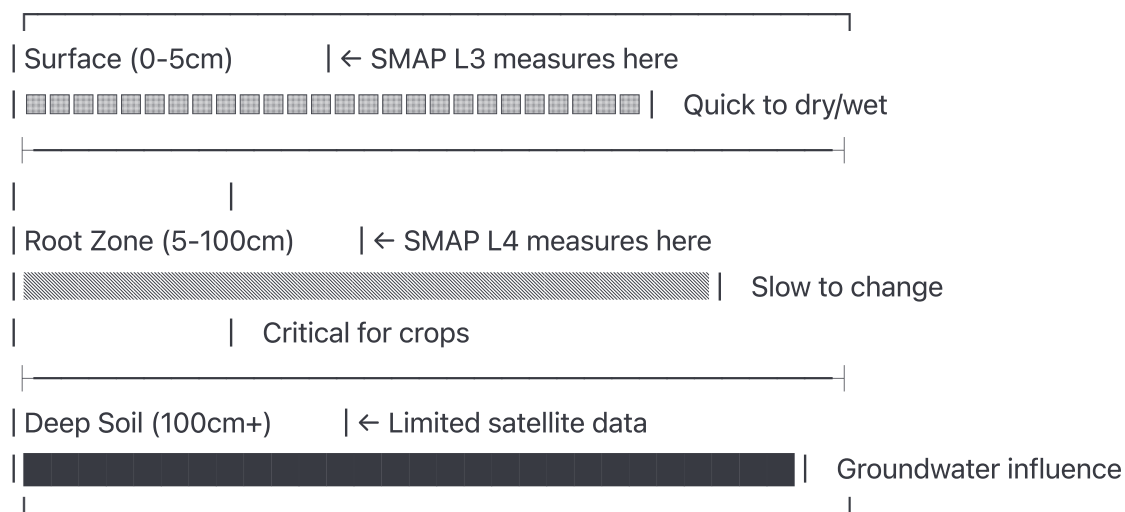 Surface (0-5cm) | ← SMAP L3 measures here
Quick to dry/wet
Root Zone (5-100cm) | ← SMAP L4 measures here
Slow to change
Critical for crops
Deep Soil (100cm+) | ← Limited satellite data
Groundwater influence